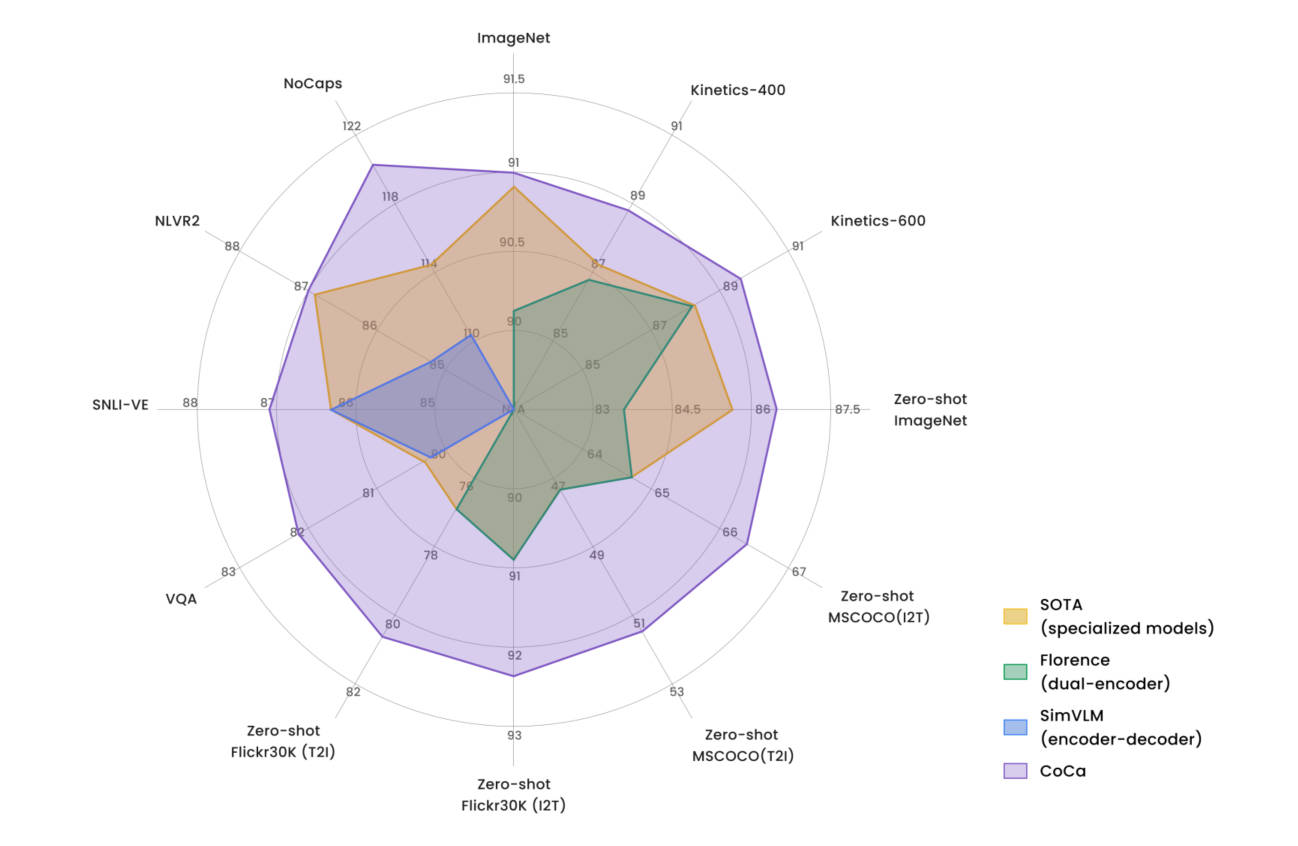 ImageNet
91.5
91
90.5
90
Kinetics-400
91
89
87
85
Kinetics-600
91
89
87
85
Zero-shot
ImageNet
87.5
86
84.5
83
Zero-shot
MSCOCO(I2T)
67
66
65
64
Zero-shot
MSCOCO(T2I)
53
51
49
47
Zero-shot
Flickr30K (I2T)
93
92
91
90
Zero-shot
Flickr30K (T2I)
82
80
78
76
VQA
83
82
81
80
SNLI-VE
88
87
86
85
NLVR2
88
87
86
85
NoCaps
122
118
114
110
N/A
SOTA
(specialized models)
Florence
(dual-encoder)
SimVLM
(encoder-decoder)
CoCa